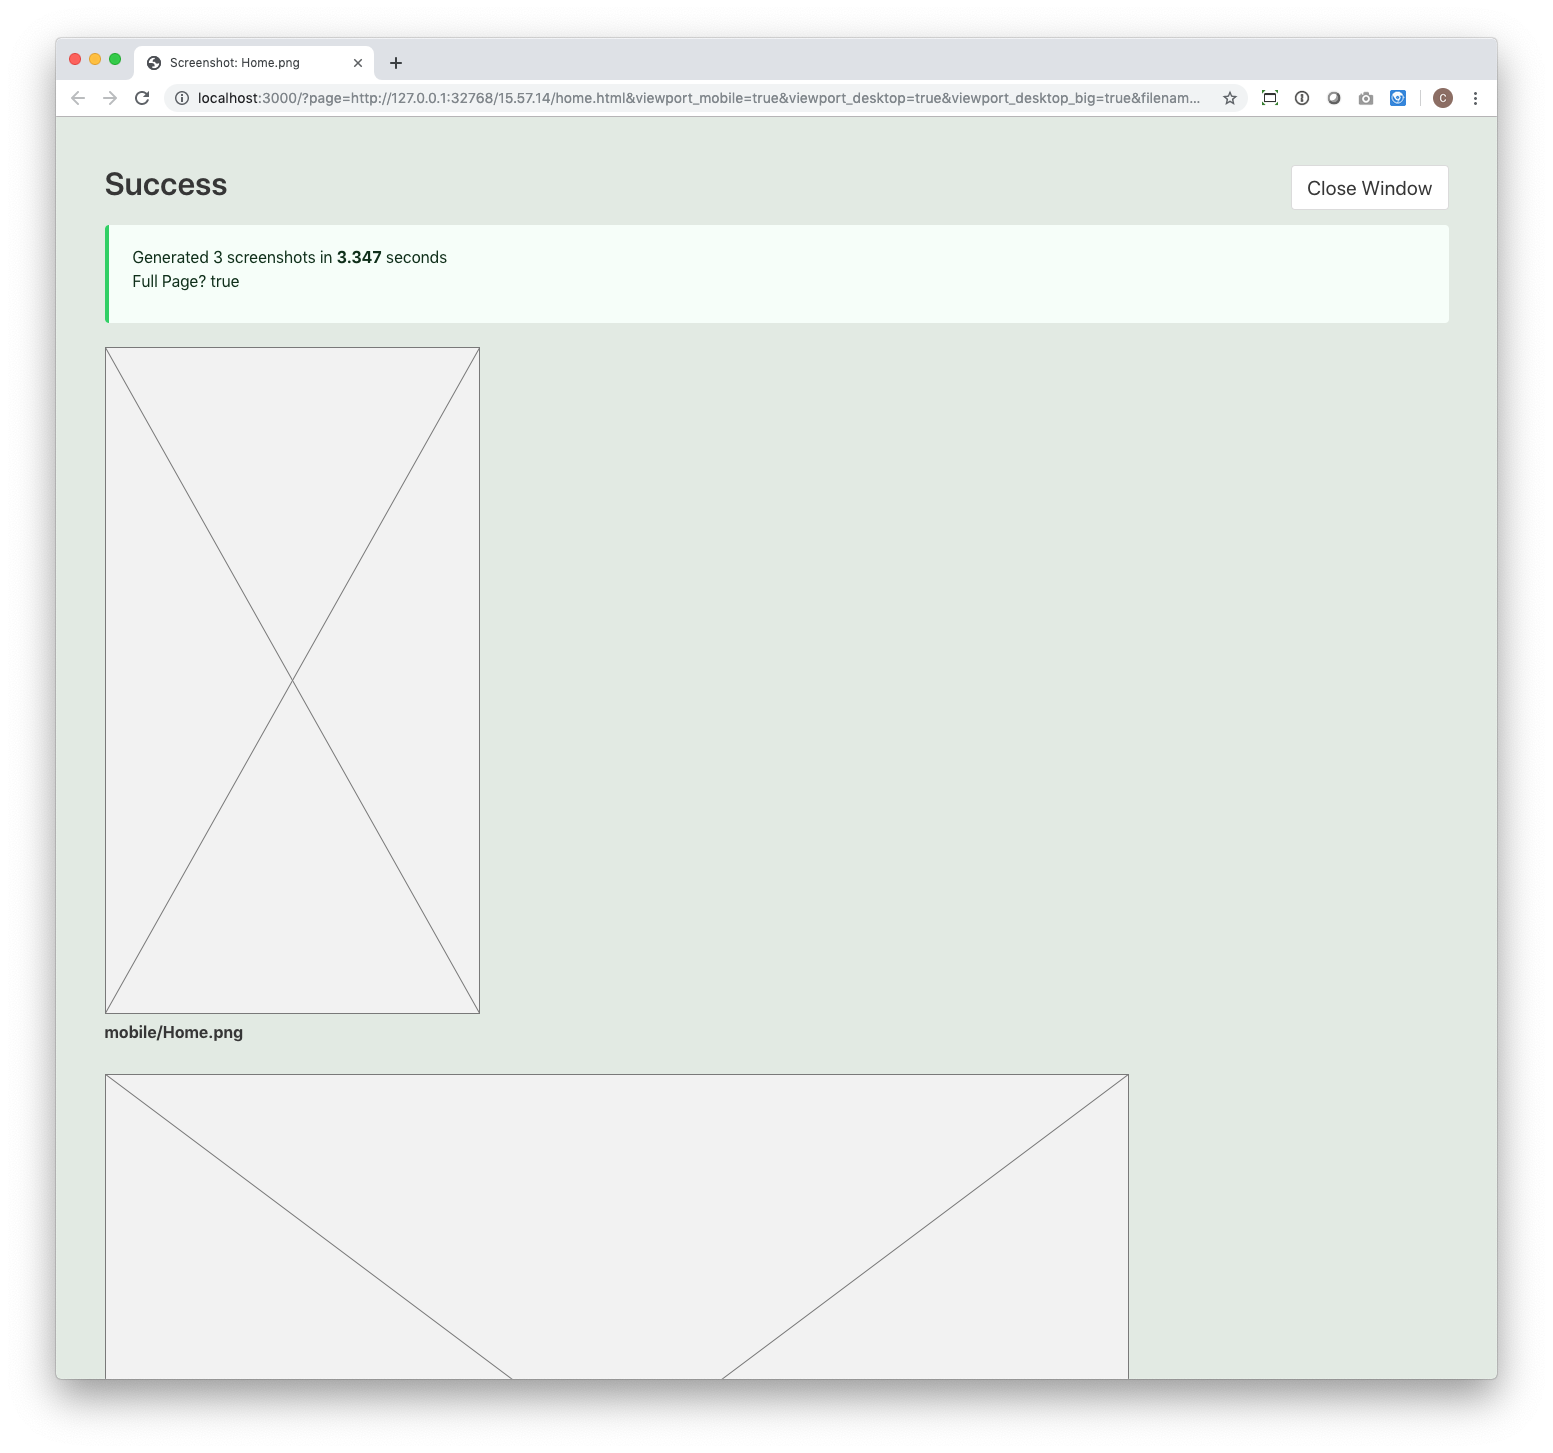 Screenshot: Home.png
localhost:3000/?page=http://127.0.0.1:32768/15.57.14/home.html&viewport_mobile=true&viewport_desktop=true&viewport_desktop_big=true&filenam...
C
Success
Close Window
Generated 3 screenshots in 3.347 seconds
Full Page? true
mobile/Home.png